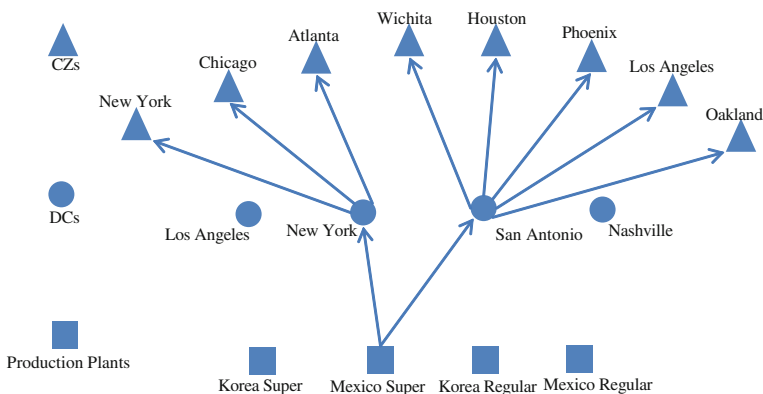 Wichita
Houston
Atlanta
Phoenix
CZs
Chicago
Los Angeles
New York
Oakland
DCs
Los Angeles
New York
San Antonio
Nashville
Production Plants
Korea Super
Mexico Super
Korea Regular
Mexico Regular